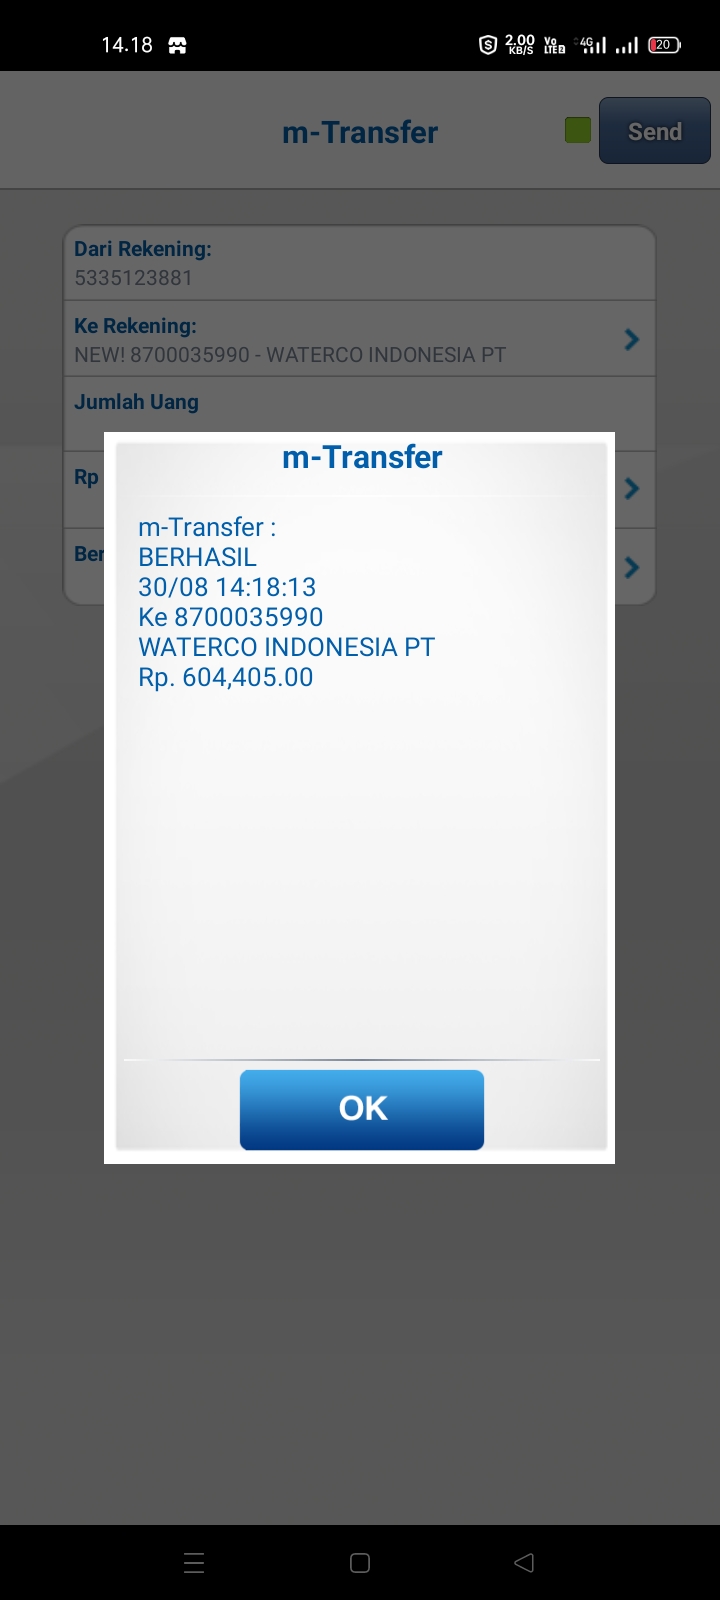 14.18
2.00
KB/S
Vo
LTE2
4G
20
m-Transfer
Send
Dari Rekening:
5335123881
Ke Rekening:
NEW! 8700035990 - WATERCO INDONESIA PT
Jumlah Uang
Rp
Ber
m-Transfer
m-Transfer :
BERHASIL
30/08 14:18:13
Ke 8700035990
WATERCO INDONESIA PT
Rp. 604,405.00
OK